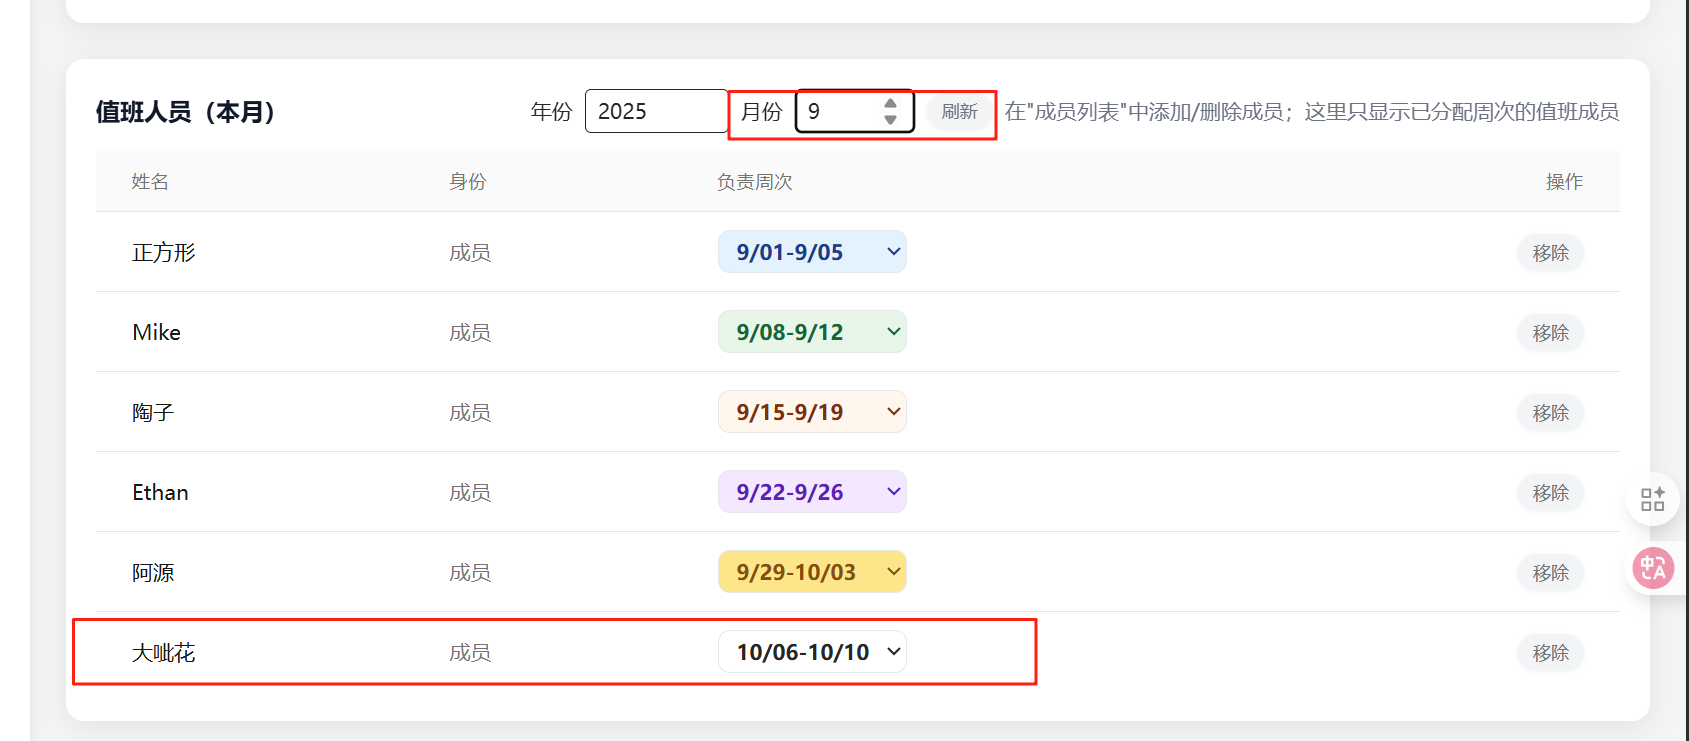 值班人员（本月） 年份 2025 月份 9 刷新 在"成员列表"中添加/删除成员；这里只显示已分配周次的值班成员
姓名 身份 负责周次 操作
正方形 成员 9/01-9/05 移除
Mike 成员 9/08-9/12 移除
陶子 成员 9/15-9/19 移除
Ethan 成员 9/22-9/26 移除
阿源 成员 9/29-10/03 移除
大呲花 成员 10/06-10/10 移除
中A